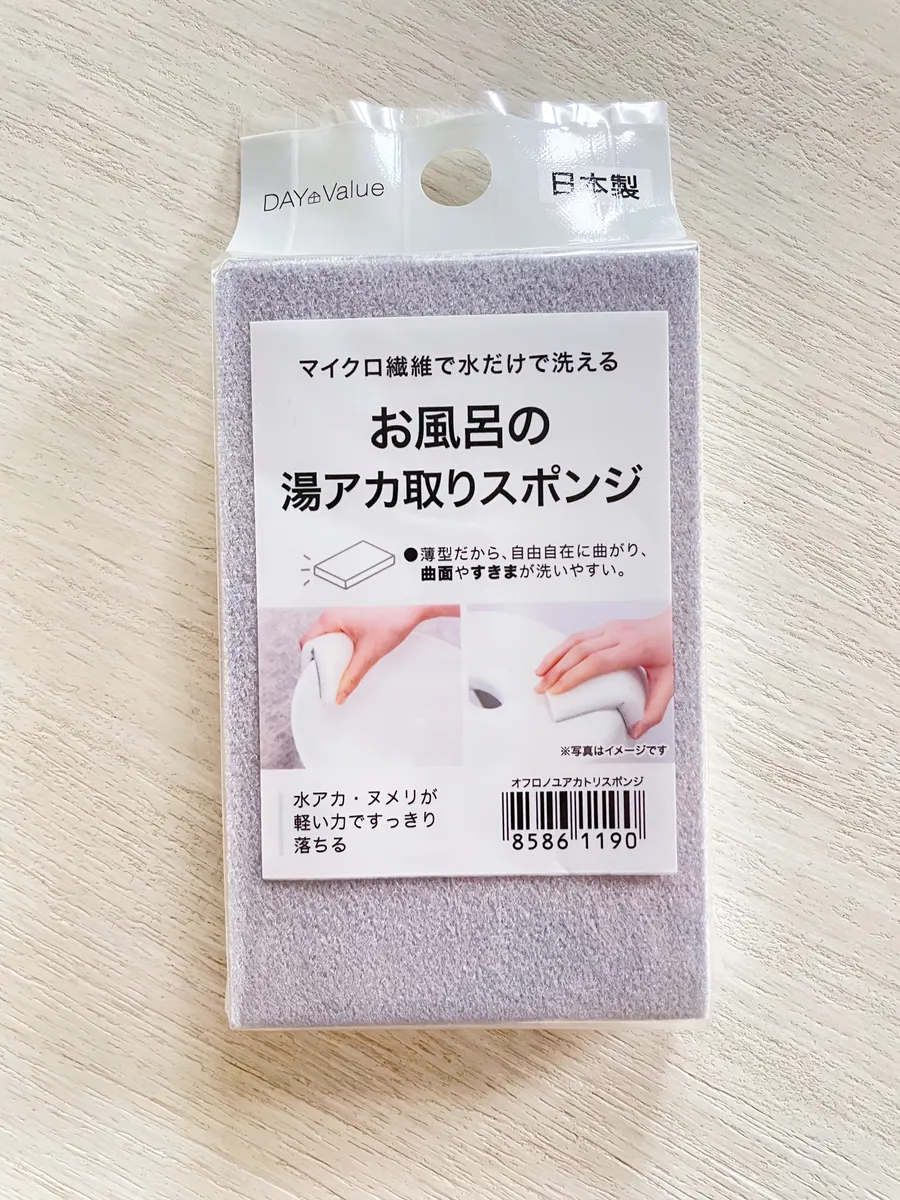 DAY Value
日本製
マイクロ繊維で水だけで洗える
お風呂の
湯アカ取りスポンジ
●薄型だから、自由自在に曲がり、
曲面やすきまが洗いやすい。
※写真はイメージです
水アカ・ヌメリが
軽い力ですっきり
落ちる
オフロノユアカトリスポンジ
8586 1190